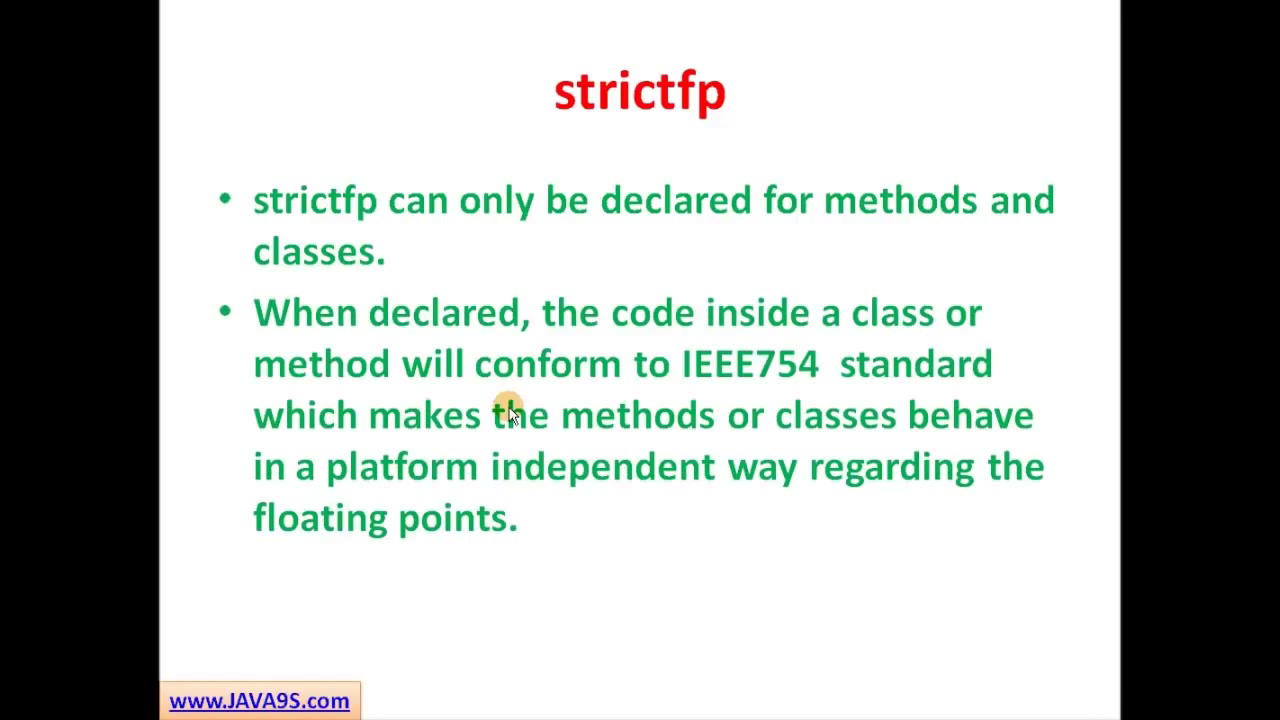 strictfp
• strictfp can only be declared for methods and
classes.
• When declared, the code inside a class or
method will conform to IEEE754  standard
which makes the methods or classes behave
in a platform independent way regarding the
floating points.
www.JAVA9S.com